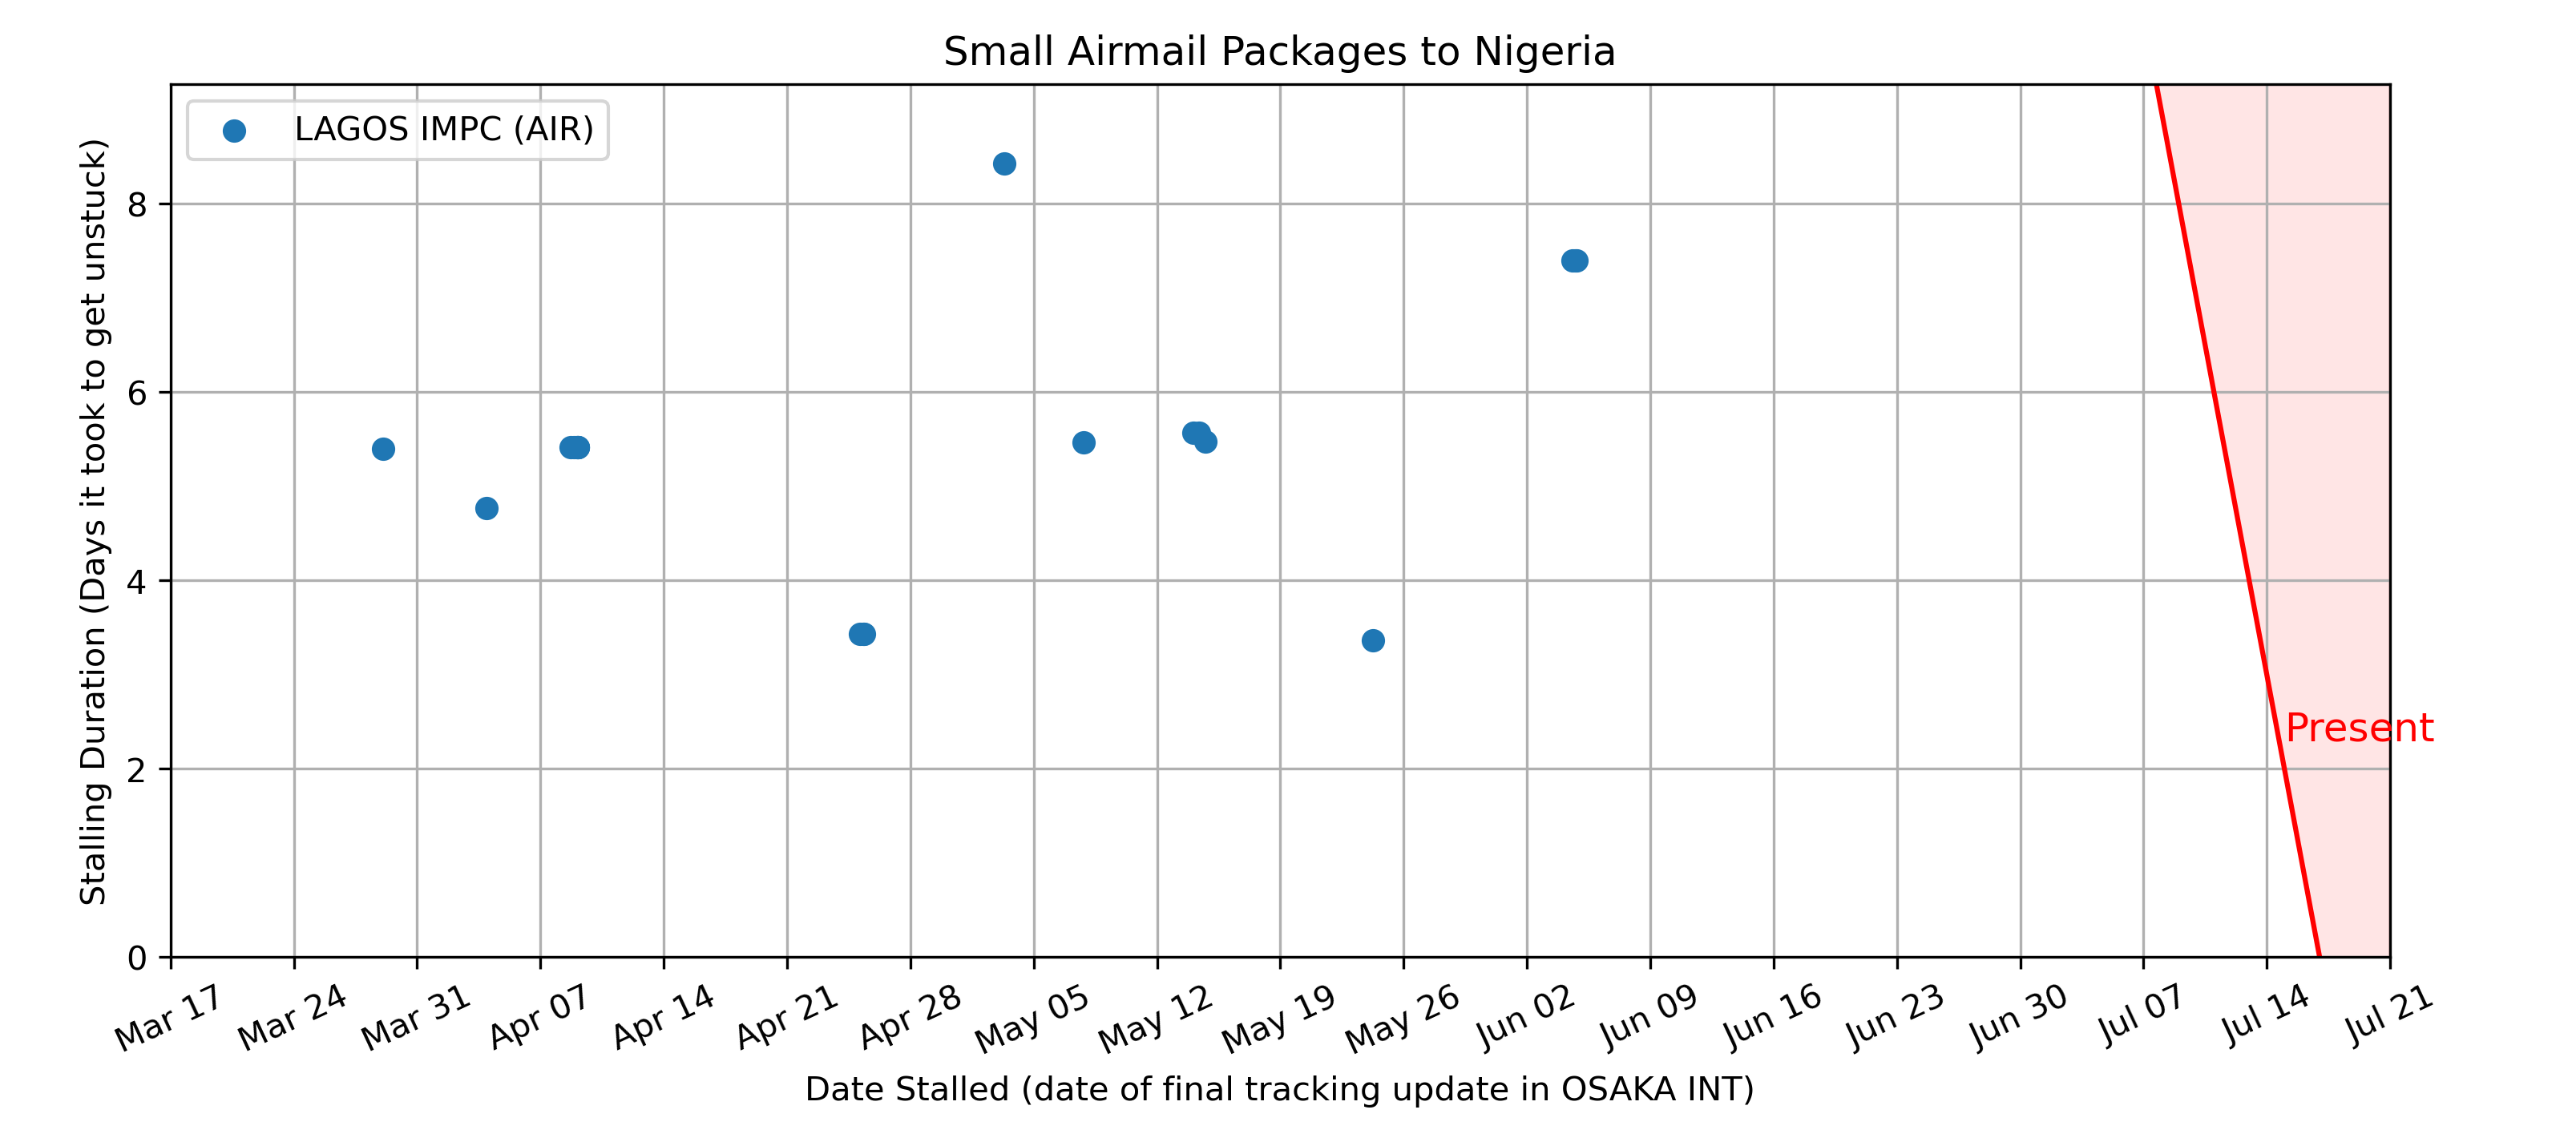 Small Airmail Packages to Nigeria
LAGOS IMPC (AIR)
Stalling Duration (Days it took to get unstuck)
8
6
4
2
0
Present
Mar 17 Mar 24 Mar 31 Apr 07 Apr 14 Apr 21 Apr 28 May 05 May 12 May 19 May 26 Jun 02 Jun 09 Jun 16 Jun 23 Jun 30 Jul 07 Jul 14 Jul 21
Date Stalled (date of final tracking update in OSAKA INT)